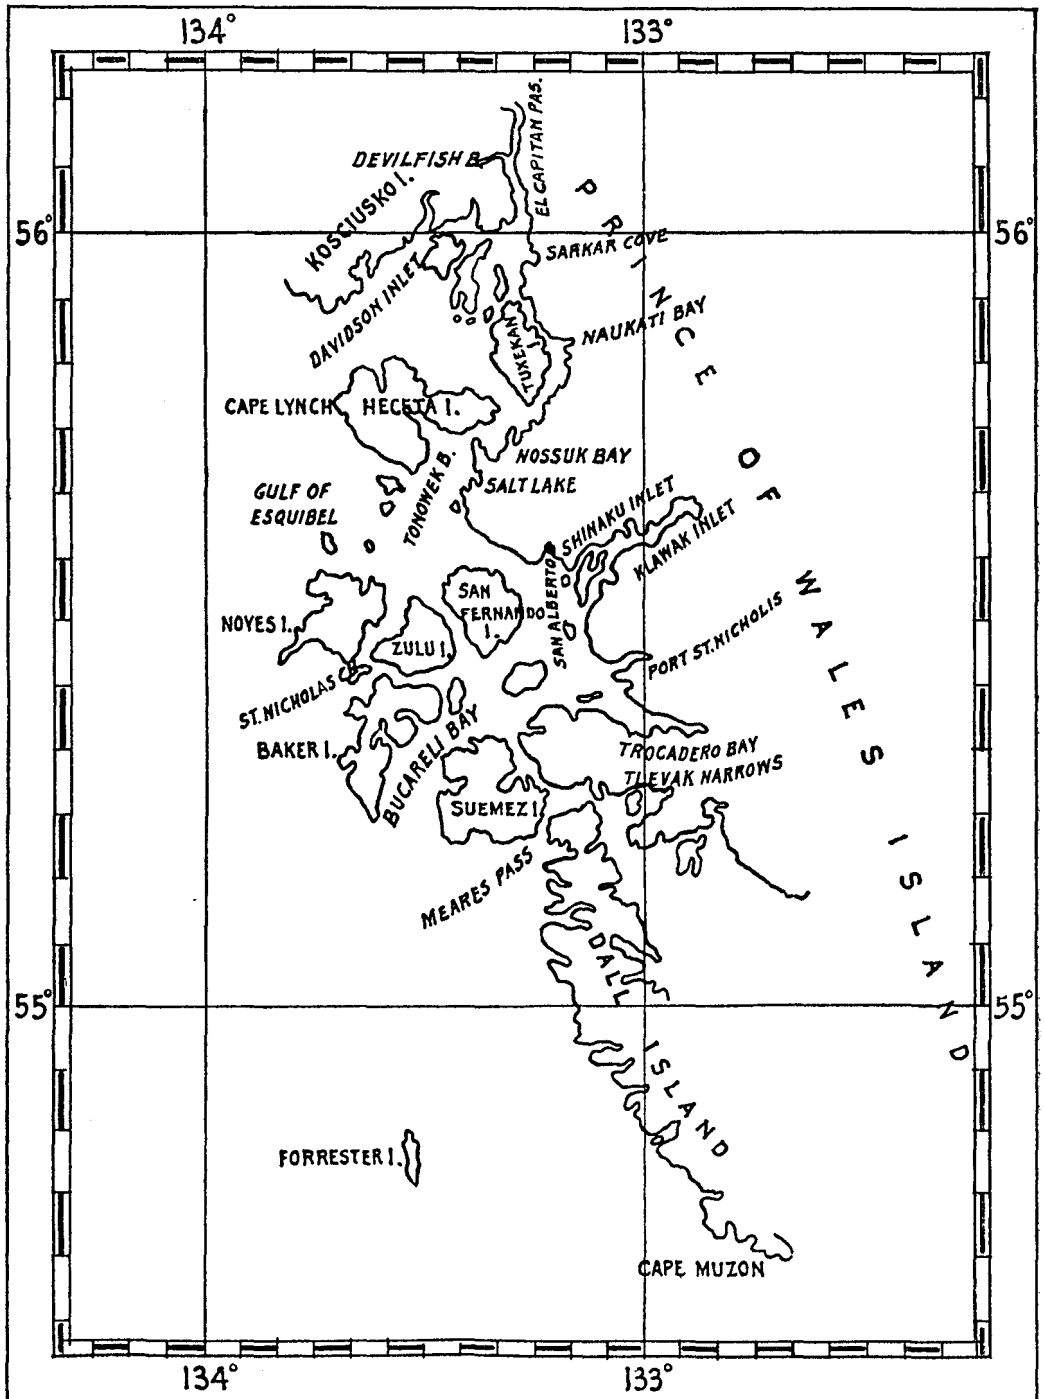 134°
133°
EL CAPITAN PAS.
DEVILFISH B.
KOSCIUSKO I.
PRINCE OF WALES ISLAND
56°
56°
SARKAR COVE
DAVIDSON INLET
NAUKATI BAY
TUXEKAN I.
CAPE LYNCH
HECETA I.
NOSSUK BAY
TONOWEK B.
SALT LAKE
GULF OF
ESQUIBEL
SHINAKU INLET
KLAWAK INLET
SAN ALBERTO
SAN
FERNANDO
I.
NOYES I.
ZULU I.
PORT ST. NICHOLIS
ST. NICHOLAS CH.
BAKER I.
BUCARELI BAY
TROCADERO BAY
TLEVAK NARROWS
SUEMEZ I.
MEARES PASS
DALL ISLAND
55°
55°
FORRESTER I.
CAPE MUZON
134°
133°